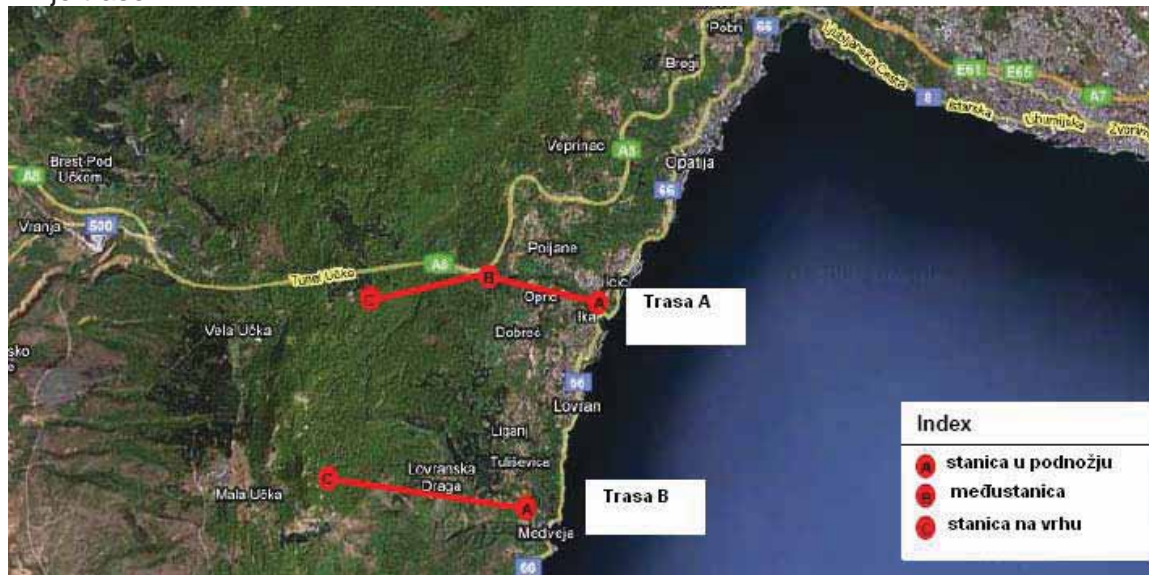 Pobri
66
Ljubljanska Cesta
Bregi
E61
E65
A7
8
Istarska
Liburnijska
Veprinac
A8
Opatija
66
Brest Pod
Učkom
A8
Vranja
500
Poljane
Tunel Učka
A8
B
C
Oprič
A
Ika
Trasa A
Vela Učka
Dobreć
66
Lovran
Index
A stanica u podnožju
B međustanica
C stanica na vrhu
Liganj
Tuliševica
Lovranska
Draga
C
Mala Učka
A
Trasa B
Medveja
66